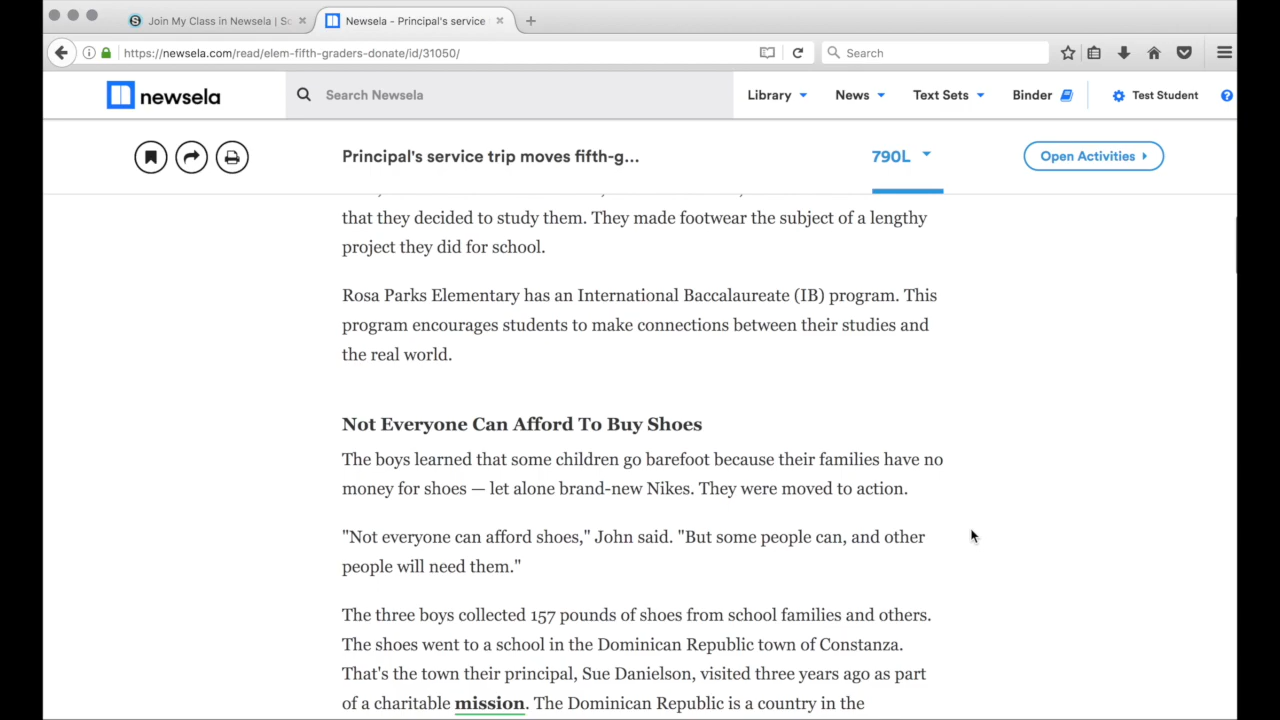 Join My Class in Newsela | Sc
Newsela - Principal's service
https://newsela.com/read/elem-fifth-graders-donate/id/31050/
Search
newsela
Search Newsela
Library
News
Text Sets
Binder
Test Student
?
Principal's service trip moves fifth-g...
790L
Open Activities
that they decided to study them. They made footwear the subject of a lengthy
project they did for school.
Rosa Parks Elementary has an International Baccalaureate (IB) program. This
program encourages students to make connections between their studies and
the real world.
Not Everyone Can Afford To Buy Shoes
The boys learned that some children go barefoot because their families have no
money for shoes — let alone brand-new Nikes. They were moved to action.
"Not everyone can afford shoes," John said. "But some people can, and other
people will need them."
The three boys collected 157 pounds of shoes from school families and others.
The shoes went to a school in the Dominican Republic town of Constanza.
That's the town their principal, Sue Danielson, visited three years ago as part
of a charitable mission. The Dominican Republic is a country in the